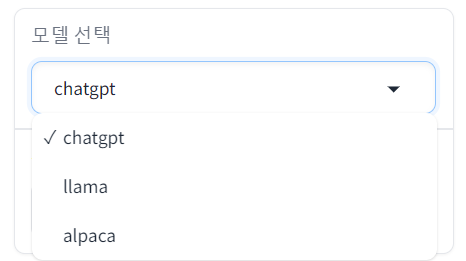 모델 선택
chatgpt
✓ chatgpt
llama
alpaca